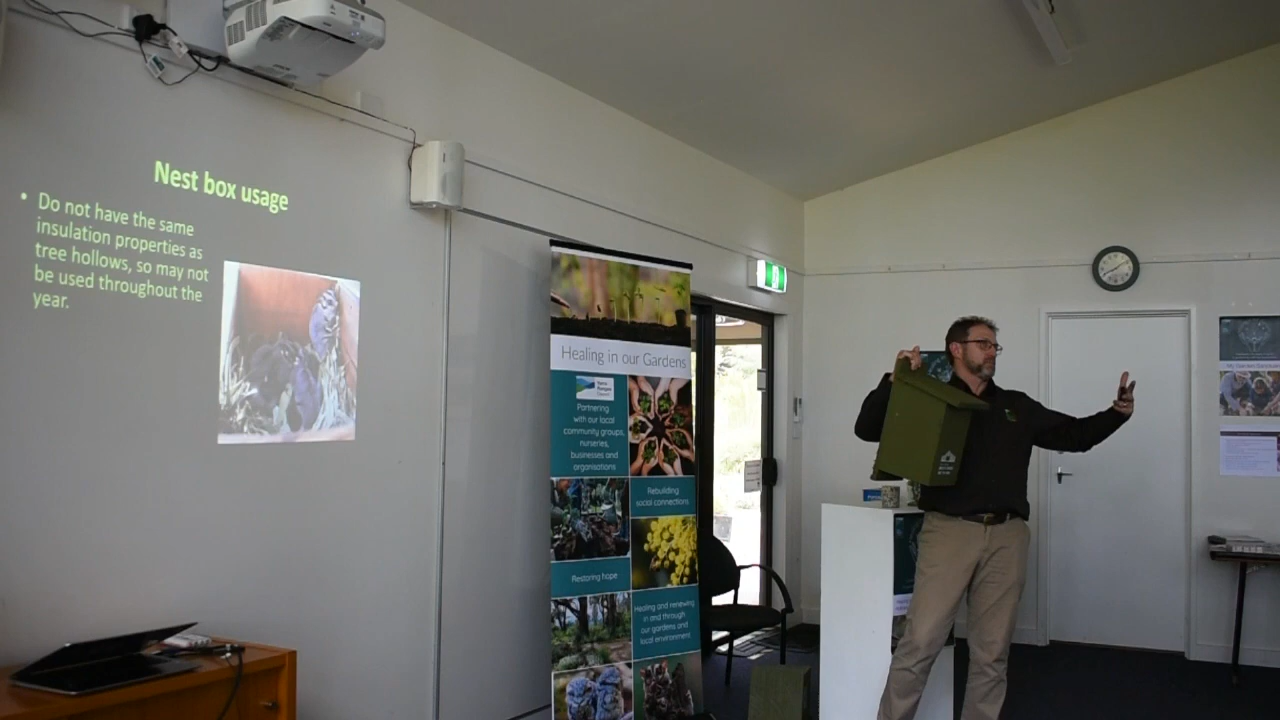 Nest box usage
• Do not have the same
insulation properties as
tree hollows, so may not
be used throughout the
year.
Healing in our Gardens
Partnering
with our local
community groups,
nurseries,
businesses and
organisations
Rebuilding
social connections
Restoring hope
Healing and renewing
in and through
our gardens and
local environment